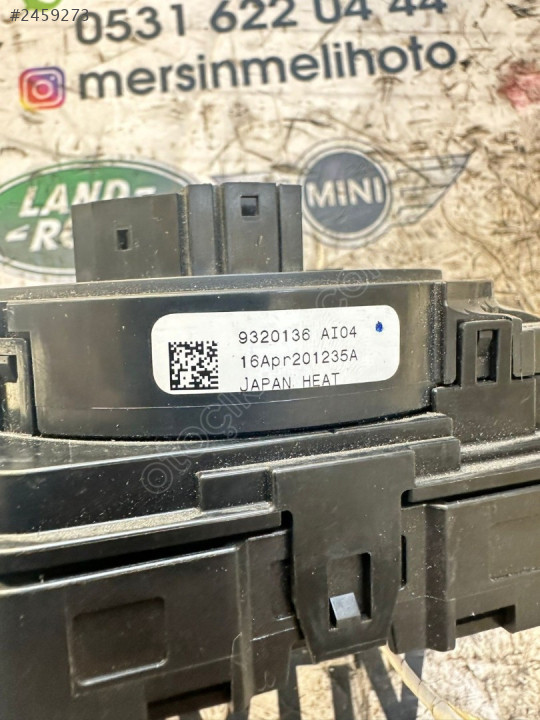 #2459273
0531 622 04 44
mersinmelihoto
LAND-
MINI
9320136 AI04
16Apr201235A
JAPAN HEAT